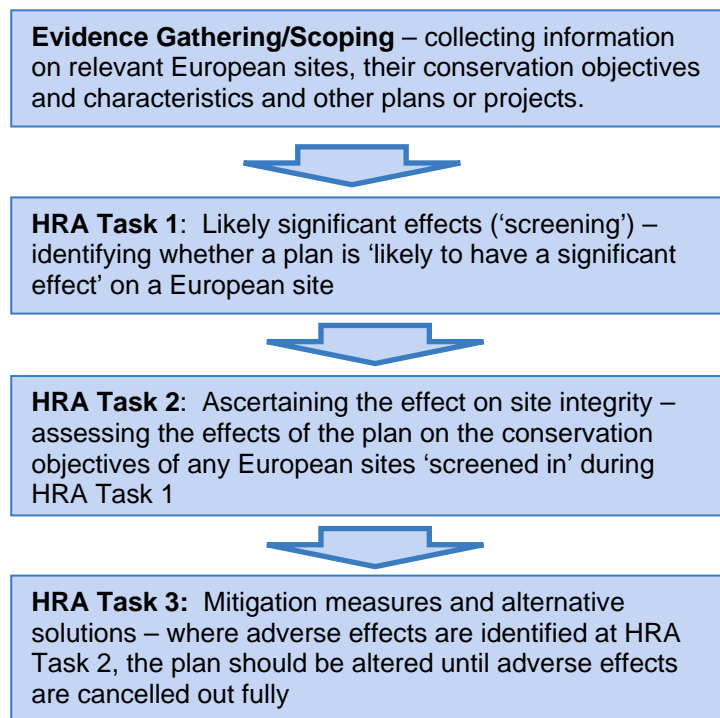 Evidence Gathering/Scoping – collecting information
on relevant European sites, their conservation objectives
and characteristics and other plans or projects.
HRA Task 1:  Likely significant effects (‘screening’) –
identifying whether a plan is ‘likely to have a significant
effect’ on a European site
HRA Task 2:  Ascertaining the effect on site integrity –
assessing the effects of the plan on the conservation
objectives of any European sites ‘screened in’ during
HRA Task 1
HRA Task 3:  Mitigation measures and alternative
solutions – where adverse effects are identified at HRA
Task 2, the plan should be altered until adverse effects
are cancelled out fully